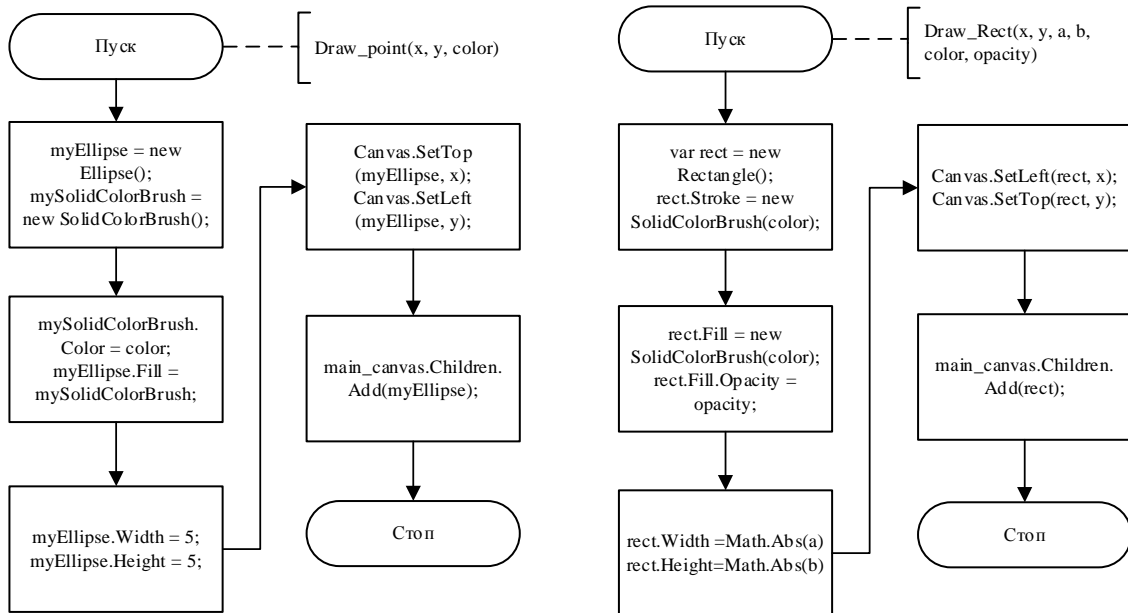 Пуск
Draw_point(x, y, color)
myEllipse = new
Ellipse();
mySolidColorBrush =
new SolidColorBrush();
mySolidColorBrush.
Color = color;
myEllipse.Fill =
mySolidColorBrush;
myEllipse.Width = 5;
myEllipse.Height = 5;
Canvas.SetTop
(myEllipse, x);
Canvas.SetLeft
(myEllipse, y);
main_canvas.Children.
Add(myEllipse);
Стоп
Пуск
Draw_Rect(x, y, a, b,
color, opacity)
var rect = new
Rectangle();
rect.Stroke = new
SolidColorBrush(color);
rect.Fill = new
SolidColorBrush(color);
rect.Fill.Opacity =
opacity;
rect.Width =Math.Abs(a)
rect.Height=Math.Abs(b)
Canvas.SetLeft(rect, x);
Canvas.SetTop(rect, y);
main_canvas.Children.
Add(rect);
Стоп